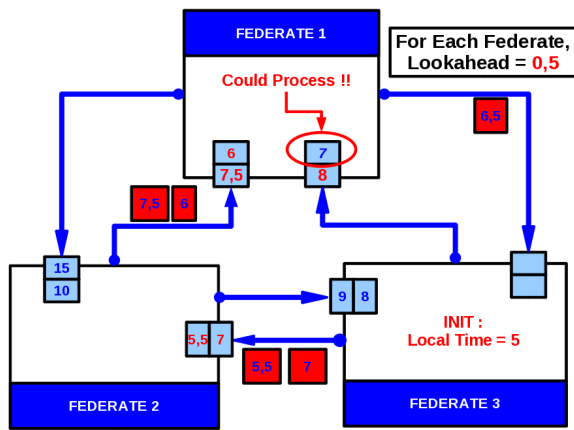 FEDERATE 1
For Each Federate,
Lookahead = 0,5
Could Process !!
6
7,5
7
8
6,5
7,5 6
15
10
9 8
5,5 7
5,5 7
INIT :
Local Time = 5
FEDERATE 2
FEDERATE 3